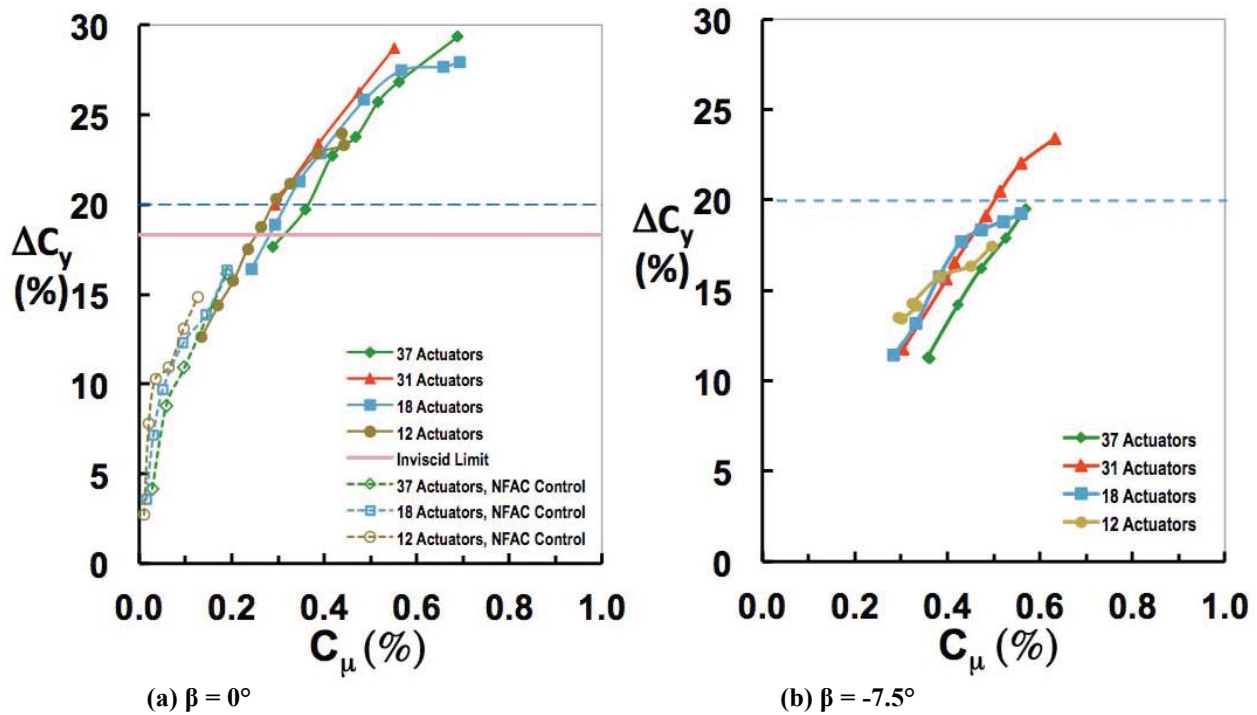 30
25
20
15
10
5
0
ΔCy
(%)
0.0 0.2 0.4 0.6 0.8 1.0
Cμ (%)
37 Actuators
31 Actuators
18 Actuators
12 Actuators
Inviscid Limit
37 Actuators, NFAC Control
18 Actuators, NFAC Control
12 Actuators, NFAC Control
(a) β = 0°
30
25
20
15
10
5
0
ΔCy
(%)
0.0 0.2 0.4 0.6 0.8 1.0
Cμ (%)
37 Actuators
31 Actuators
18 Actuators
12 Actuators
(b) β = -7.5°